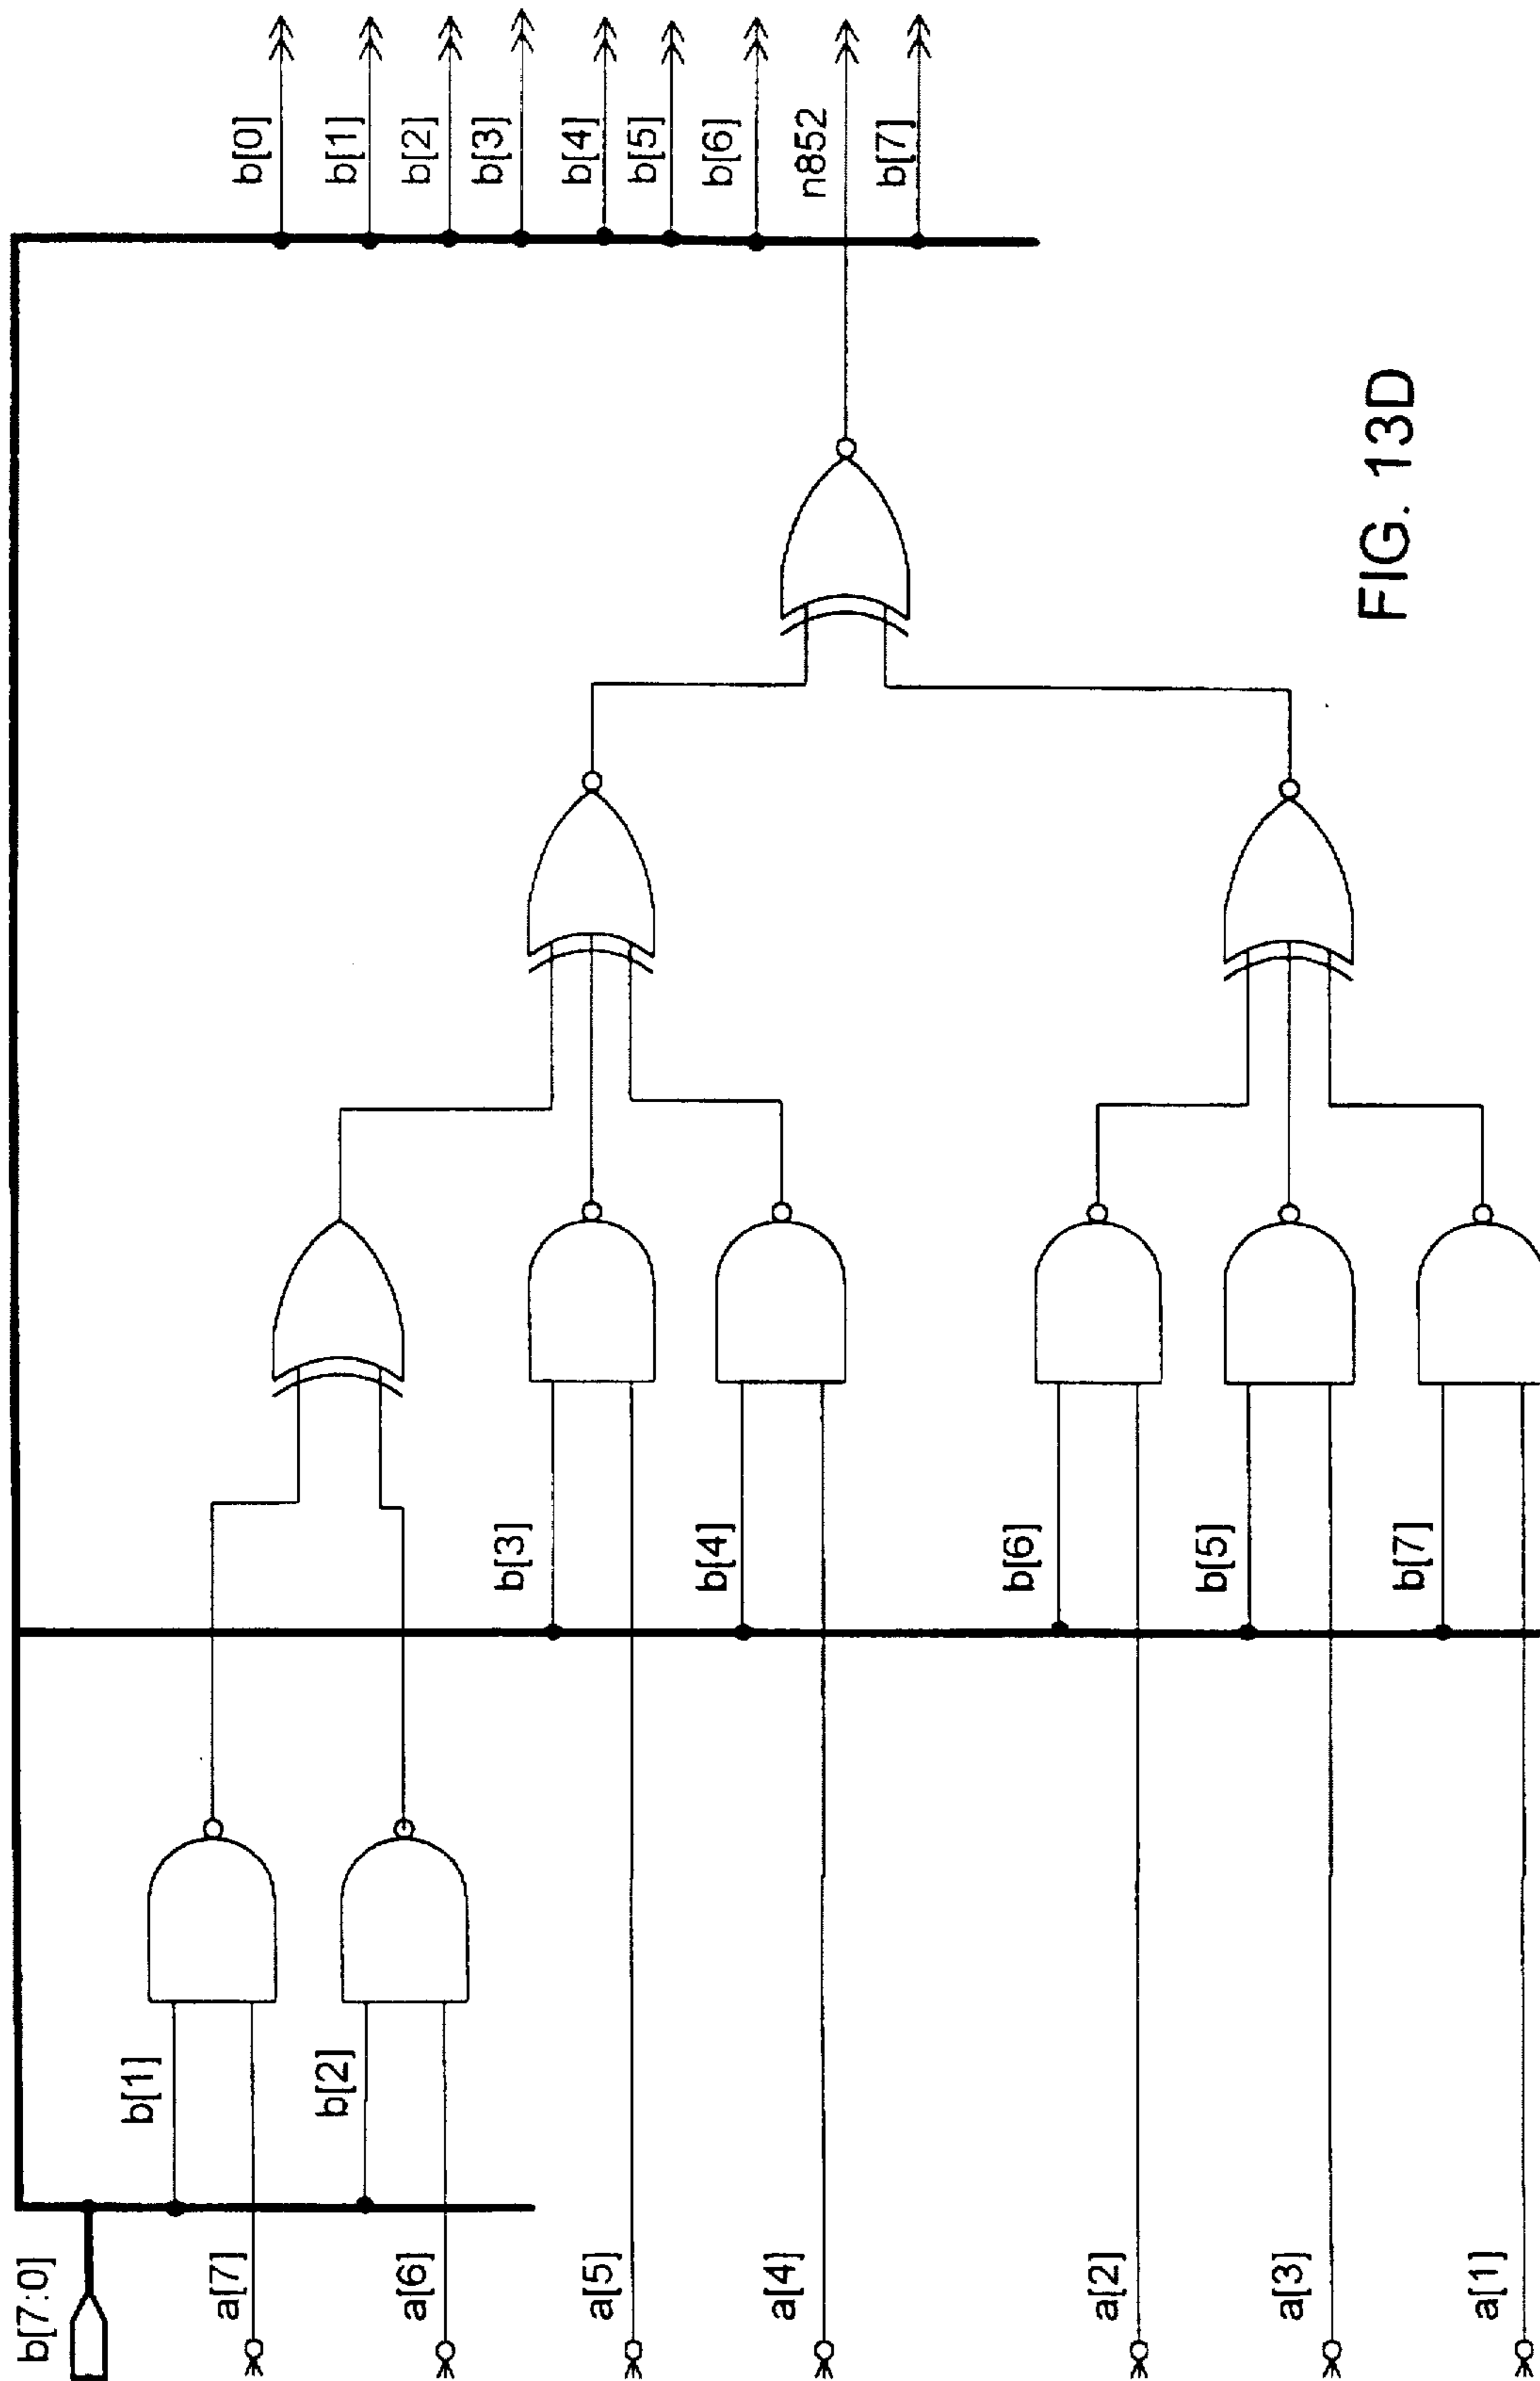 b[7:0]
a[7]
a[6]
a[5]
a[4]
a[2]
a[3]
a[1]
b[1]
b[2]
b[3]
b[4]
b[6]
b[5]
b[7]
b[0]
b[1]
b[2]
b[3]
b[4]
b[5]
b[6]
n852
b[7]
FIG. 13D